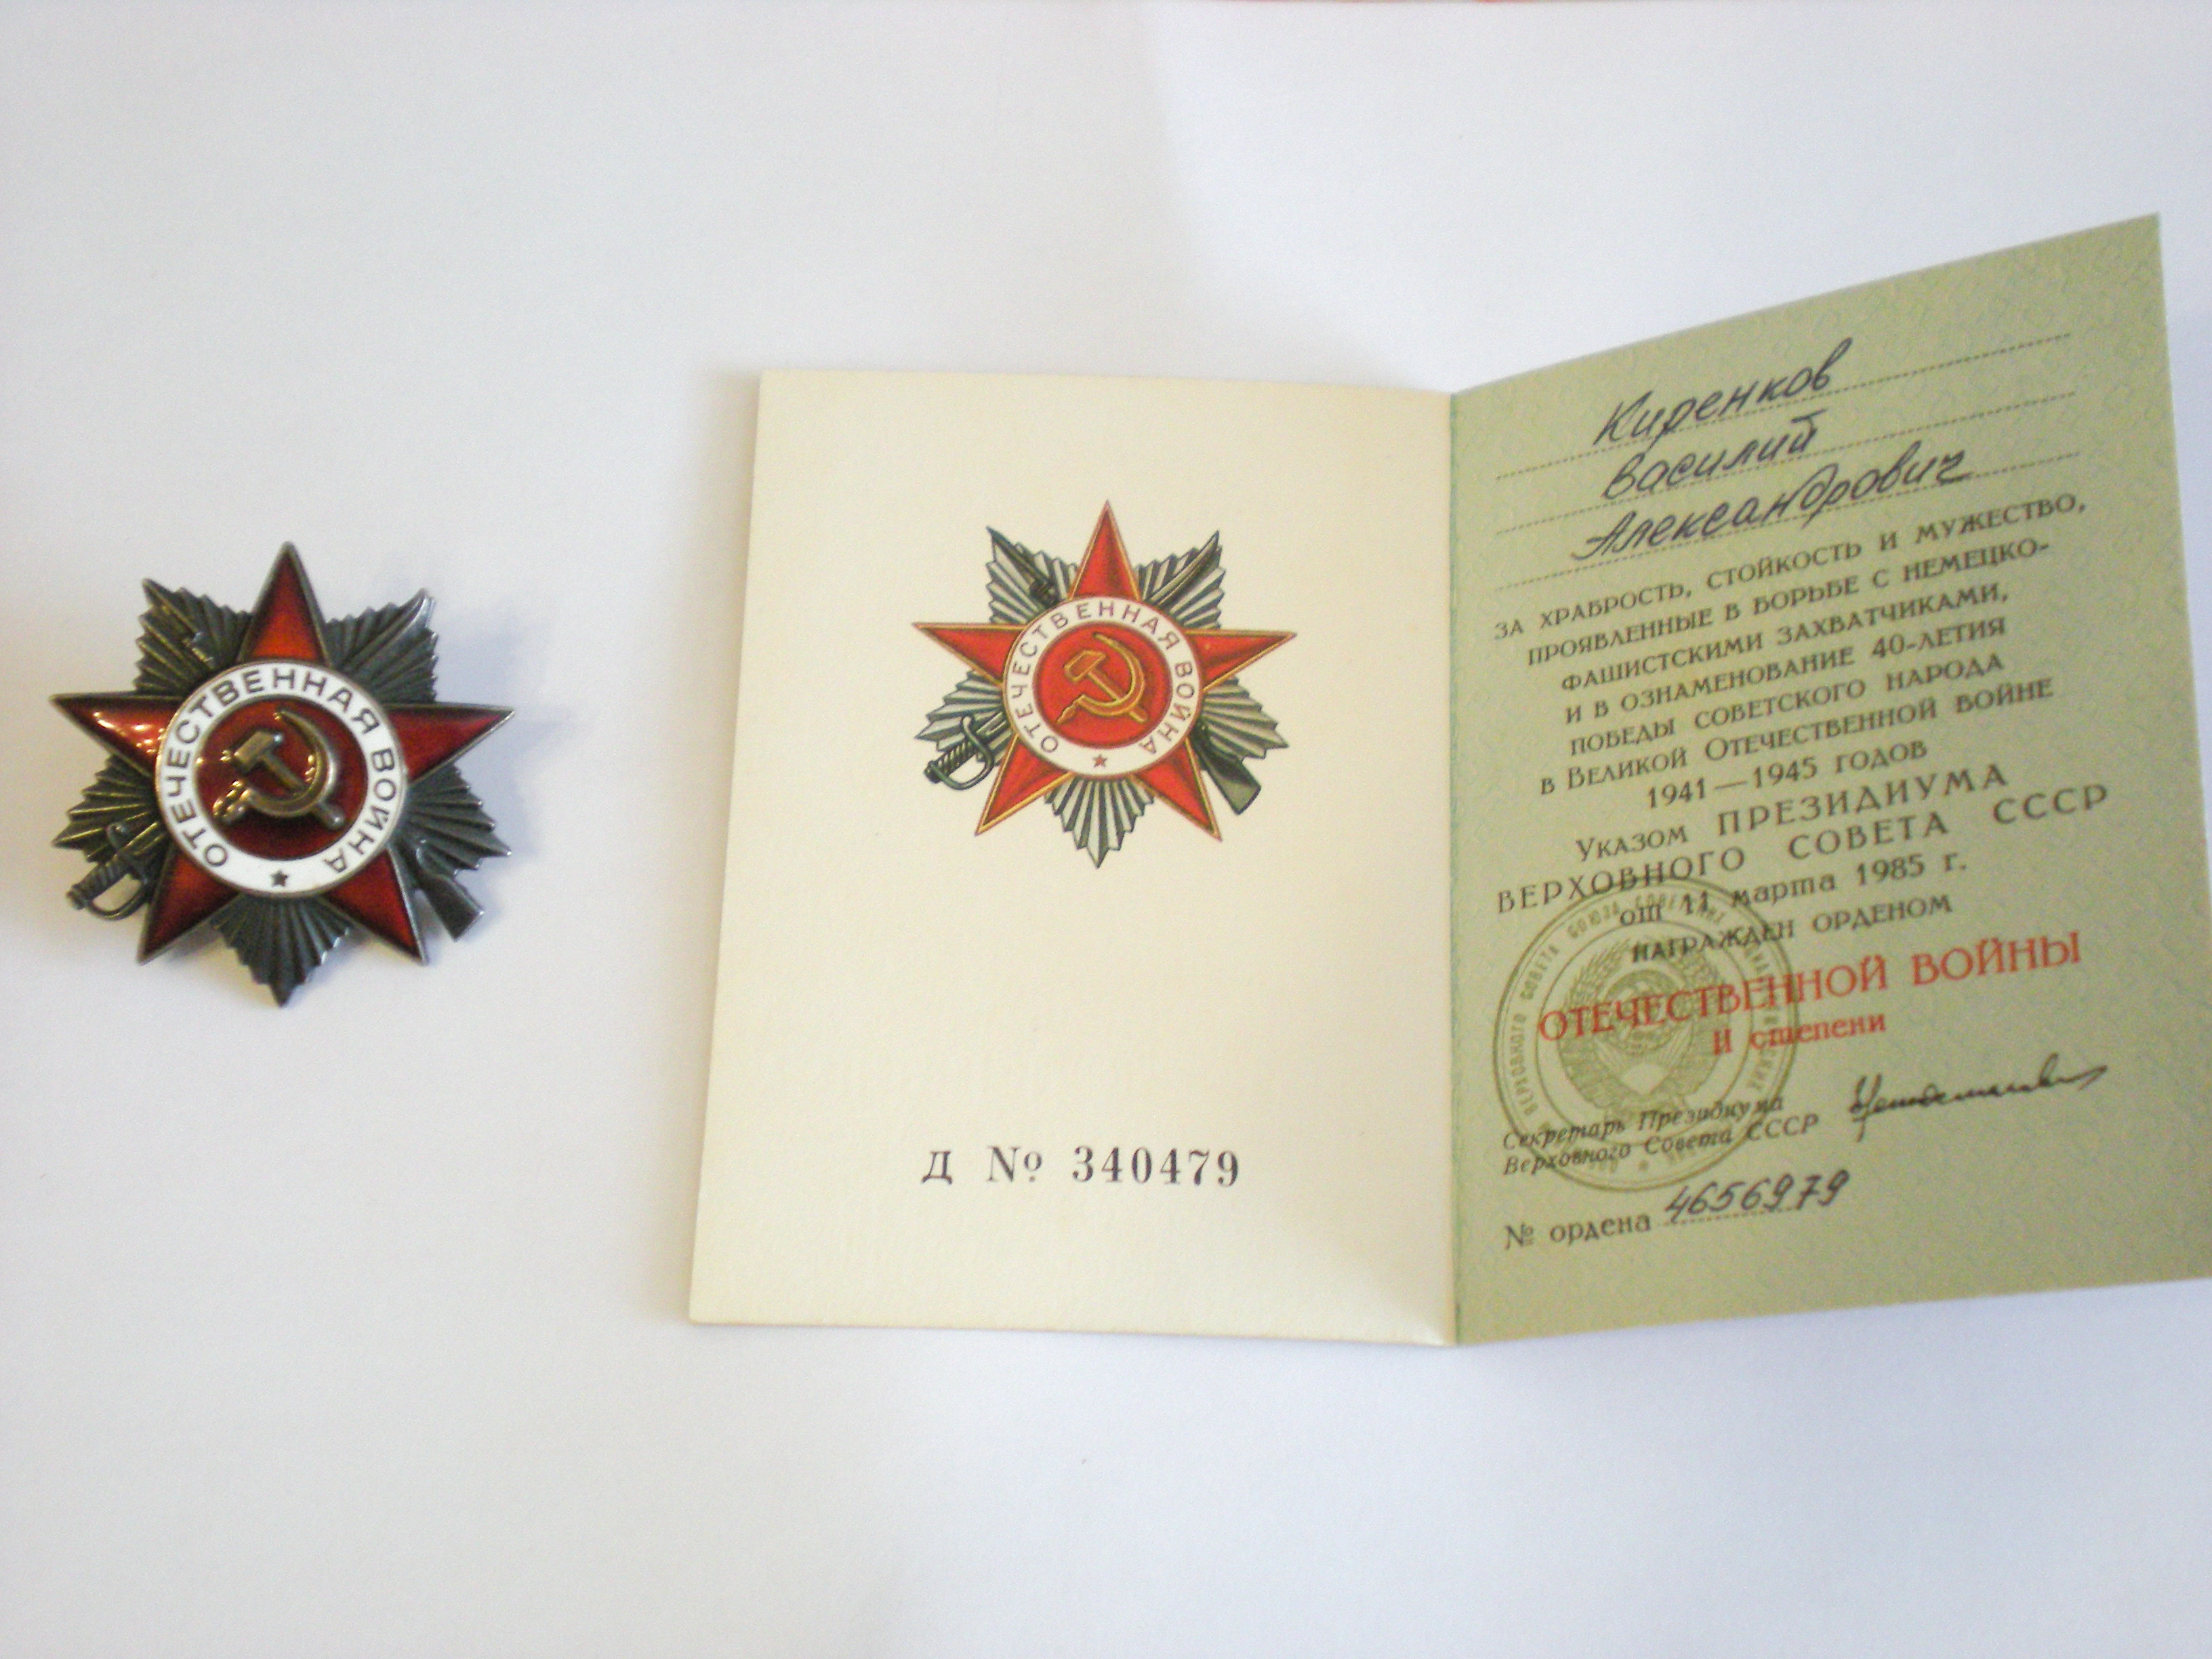 ОТЕЧЕСТВЕННАЯ ВОЙНА
ОТЕЧЕСТВЕННАЯ ВОЙНА
Д № 340479
Киренков
Василий
Александрович
ЗА ХРАБРОСТЬ, СТОЙКОСТЬ И МУЖЕСТВО,
ПРОЯВЛЕННЫЕ В БОРЬБЕ С НЕМЕЦКО-
ФАШИСТСКИМИ ЗАХВАТЧИКАМИ,
И В ОЗНАМЕНОВАНИЕ 40-ЛЕТИЯ
ПОБЕДЫ СОВЕТСКОГО НАРОДА
В ВЕЛИКОЙ ОТЕЧЕСТВЕННОЙ ВОЙНЕ
1941—1945 ГОДОВ
УКАЗОМ ПРЕЗИДИУМА
ВЕРХОВНОГО СОВЕТА СССР
от 11 марта 1985 г.
НАГРАЖДЕН ОРДЕНОМ
ОТЕЧЕСТВЕННОЙ ВОЙНЫ
II степени
Секретарь Президиума
Верховного Совета СССР
№ ордена 4656979